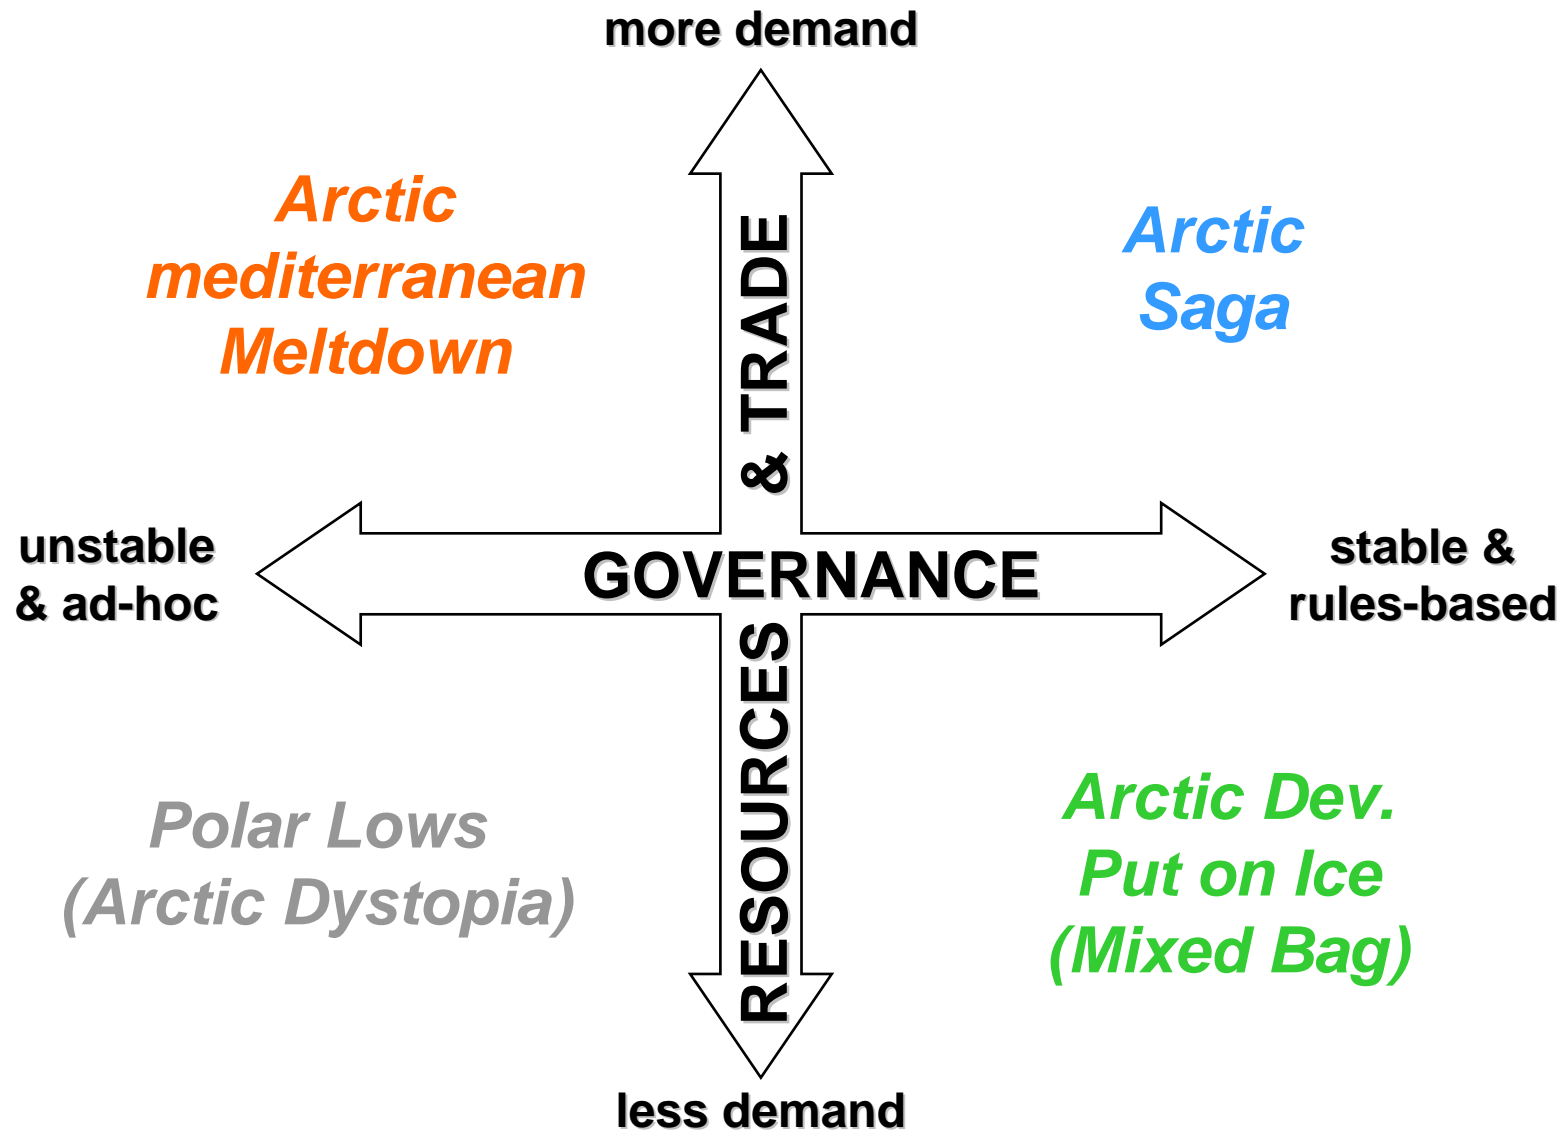 more demand
Arctic
mediterranean
Meltdown
Arctic
Saga
RESOURCES & TRADE
unstable
& ad-hoc
GOVERNANCE
stable &
rules-based
Polar Lows
(Arctic Dystopia)
Arctic Dev.
Put on Ice
(Mixed Bag)
less demand